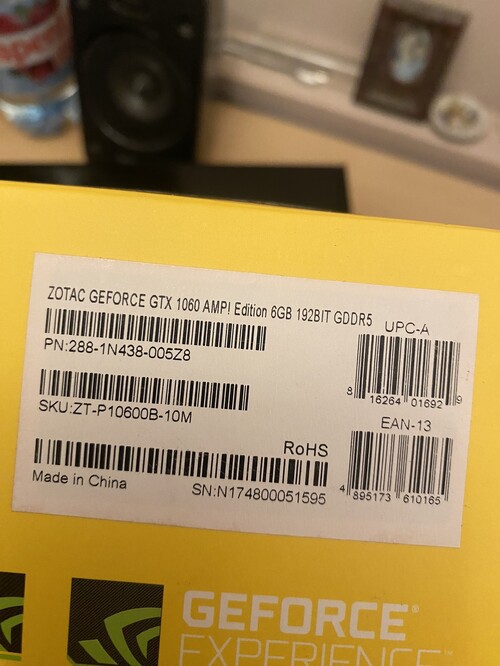 ZOTAC GEFORCE GTX 1060 AMP! Edition 6GB 192BIT GDDR5
UPC-A
PN:288-1N438-005Z8
8 16264 01692 9
SKU:ZT-P10600B-10M
EAN-13
RoHS
Made in China
SN:N174800051595
4 895173 610165
GEFORCE®
EXPERIENCE™